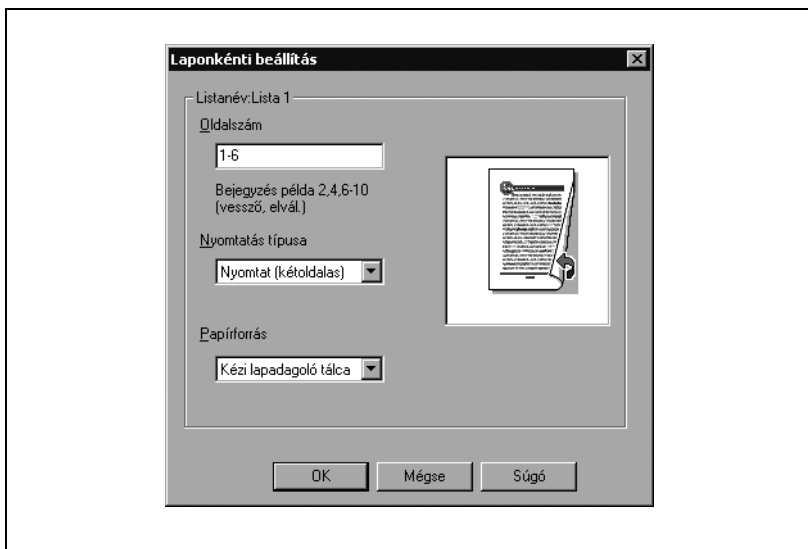 Laponkénti beállítás
Listanév:Lista 1
Oldalszám
1-6
Bejegyzés példa 2,4,6-10
(vessző, elvál.)
Nyomtatás típusa
Nyomtat (kétoldalas)
Papírforrás
Kézi lapadagoló tálca
OK
Mégse
Súgó